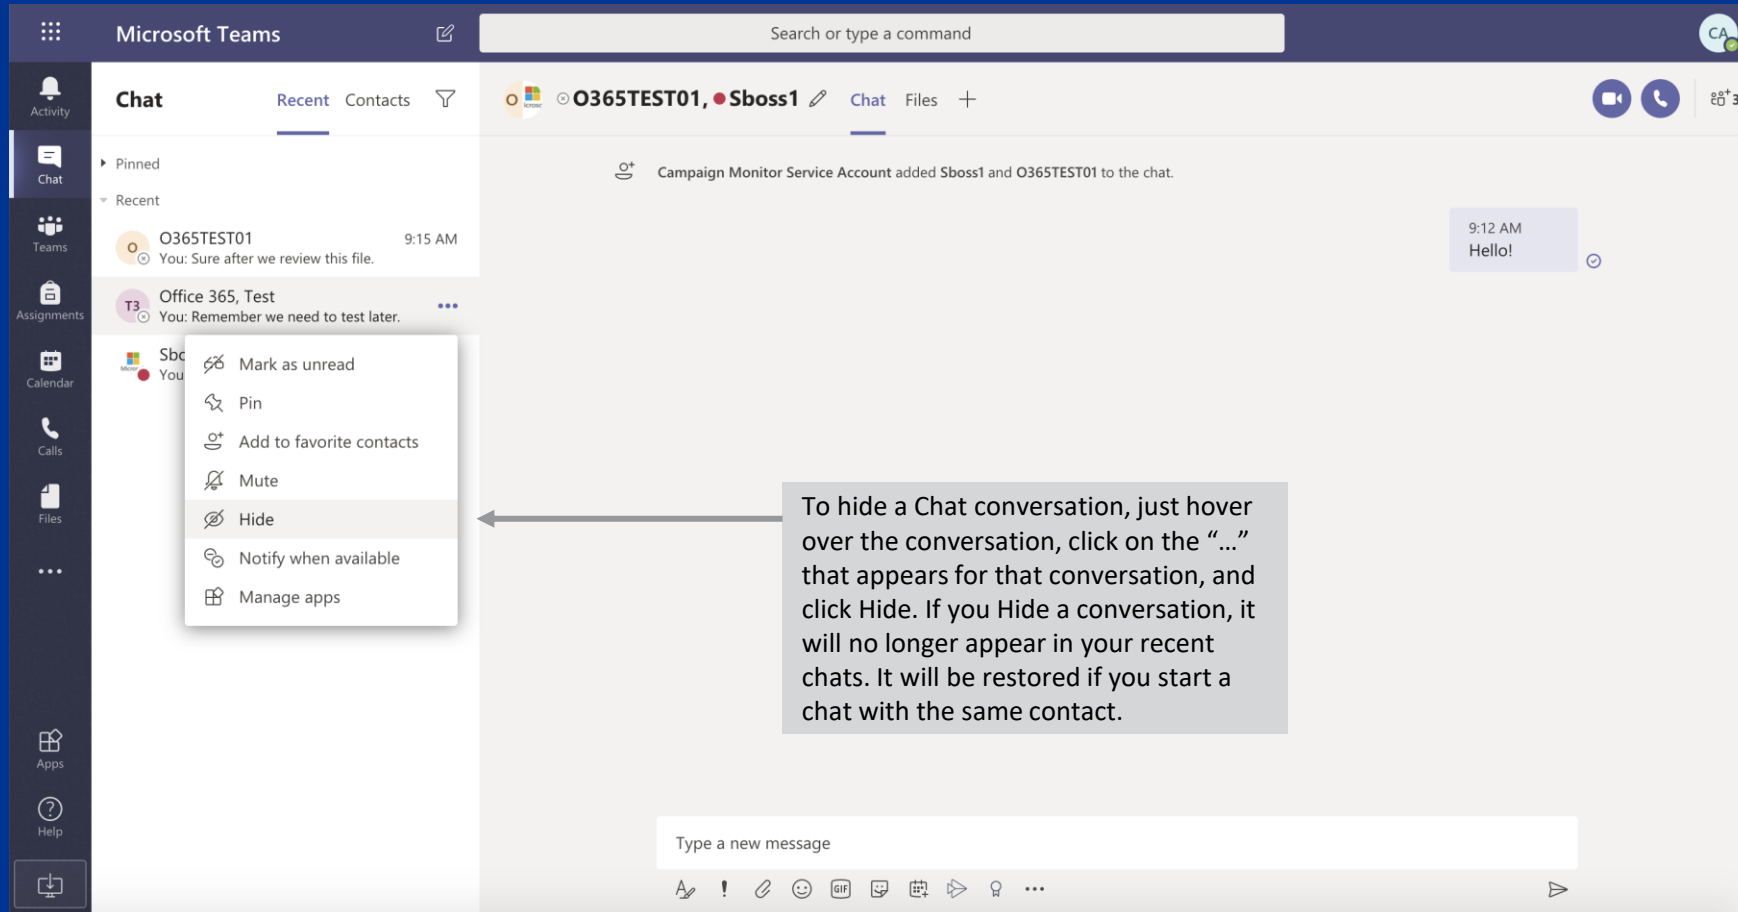 Microsoft Teams
Search or type a command
CA
Activity
Chat
Teams
Assignments
Calendar
Calls
Files
Apps
Help
Chat
Recent
Contacts
Pinned
Recent
O
O365TEST01
9:15 AM
You: Sure after we review this file.
T3
Office 365, Test
You: Remember we need to test later.
Sbo
You
Mark as unread
Pin
Add to favorite contacts
Mute
Hide
Notify when available
Manage apps
O
O365TEST01, Sboss1
Chat
Files
3
Campaign Monitor Service Account added Sboss1 and O365TEST01 to the chat.
9:12 AM
Hello!
To hide a Chat conversation, just hover
over the conversation, click on the “…”
that appears for that conversation, and
click Hide. If you Hide a conversation, it
will no longer appear in your recent
chats. It will be restored if you start a
chat with the same contact.
Type a new message
GIF